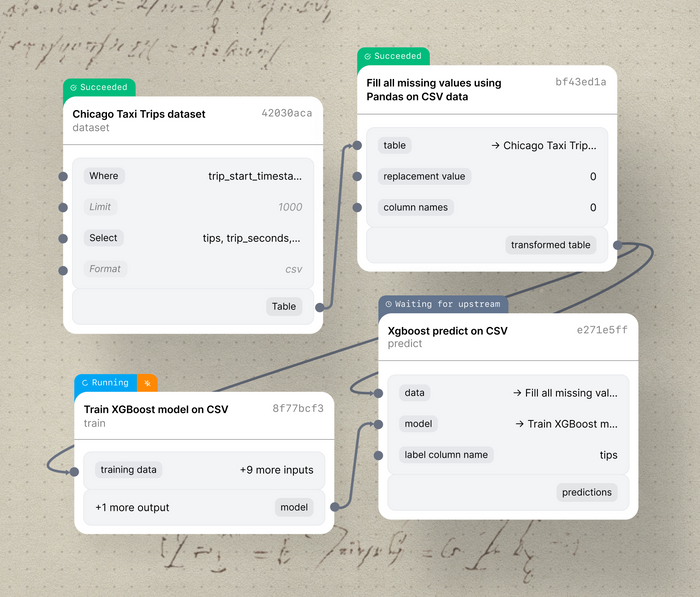 Succeeded
Chicago Taxi Trips dataset 42030aca
dataset
Where trip_start_timesta...
Limit 1000
Select tips, trip_seconds,...
Format csv
Table
Succeeded
Fill all missing values using bf43ed1a
Pandas on CSV data
table → Chicago Taxi Trip...
replacement value 0
column names 0
transformed table
Running
Train XGBoost model on CSV 8f77bcf3
train
training data +9 more inputs
+1 more output model
Waiting for upstream
Xgboost predict on CSV e271e5ff
predict
data → Fill all missing val...
model → Train XGBoost m...
label column name tips
predictions